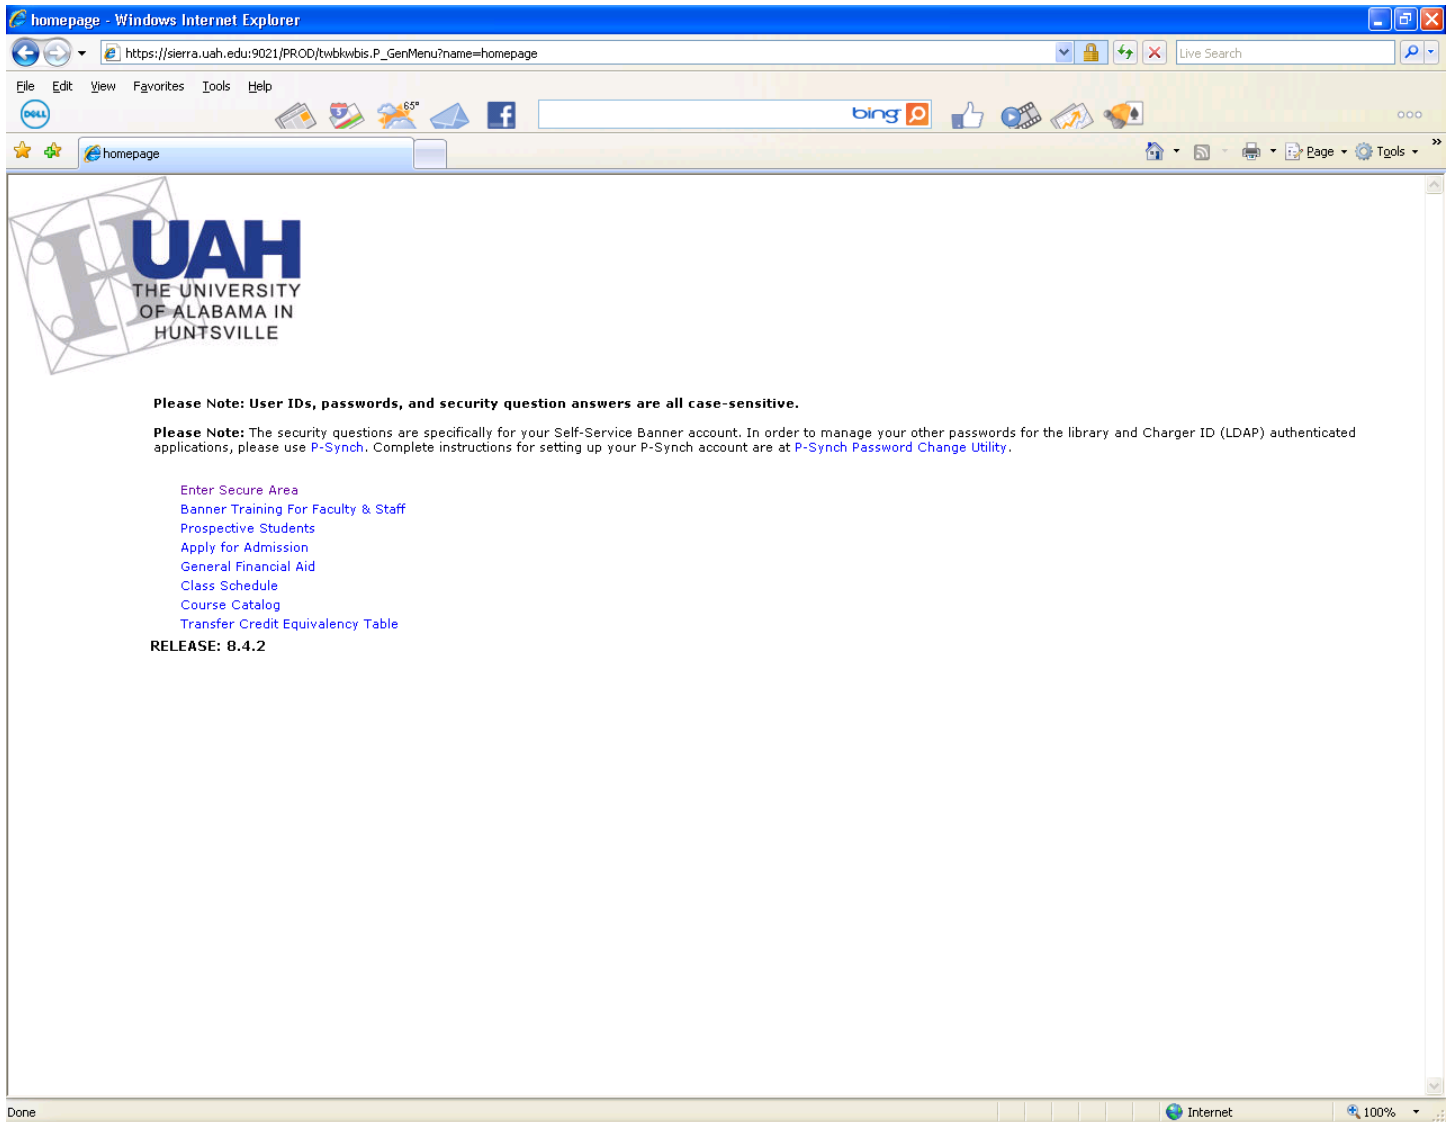 homepage - Windows Internet Explorer
https://sierra.uah.edu:9021/PROD/twbkwbis.P_GenMenu?name=homepage
Live Search
File Edit View Favorites Tools Help
DELL
65°
bing
homepage
Page Tools
UAH
THE UNIVERSITY
OF ALABAMA IN
HUNTSVILLE
Please Note: User IDs, passwords, and security question answers are all case-sensitive.
Please Note: The security questions are specifically for your Self-Service Banner account. In order to manage your other passwords for the library and Charger ID (LDAP) authenticated
applications, please use P-Synch. Complete instructions for setting up your P-Synch account are at P-Synch Password Change Utility.
Enter Secure Area
Banner Training For Faculty & Staff
Prospective Students
Apply for Admission
General Financial Aid
Class Schedule
Course Catalog
Transfer Credit Equivalency Table
RELEASE: 8.4.2
Done
Internet
100%